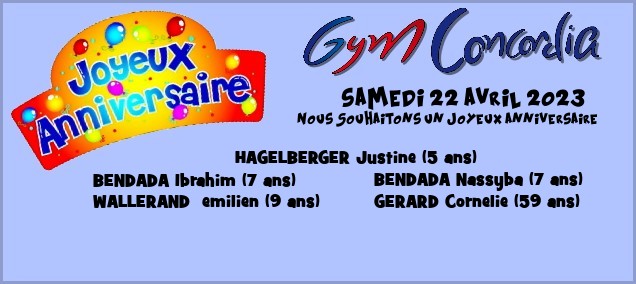 Joyeux
Anniversaire
Gym Concordia
SAMEDI 22 AVRIL 2023
NOUS SOUHAITONS UN JOYEUX ANNIVERSAIRE
HAGELBERGER Justine (5 ans)
BENDADA Ibrahim (7 ans) BENDADA Nassyba (7 ans)
WALLERAND emilien (9 ans) GERARD Cornelie (59 ans)